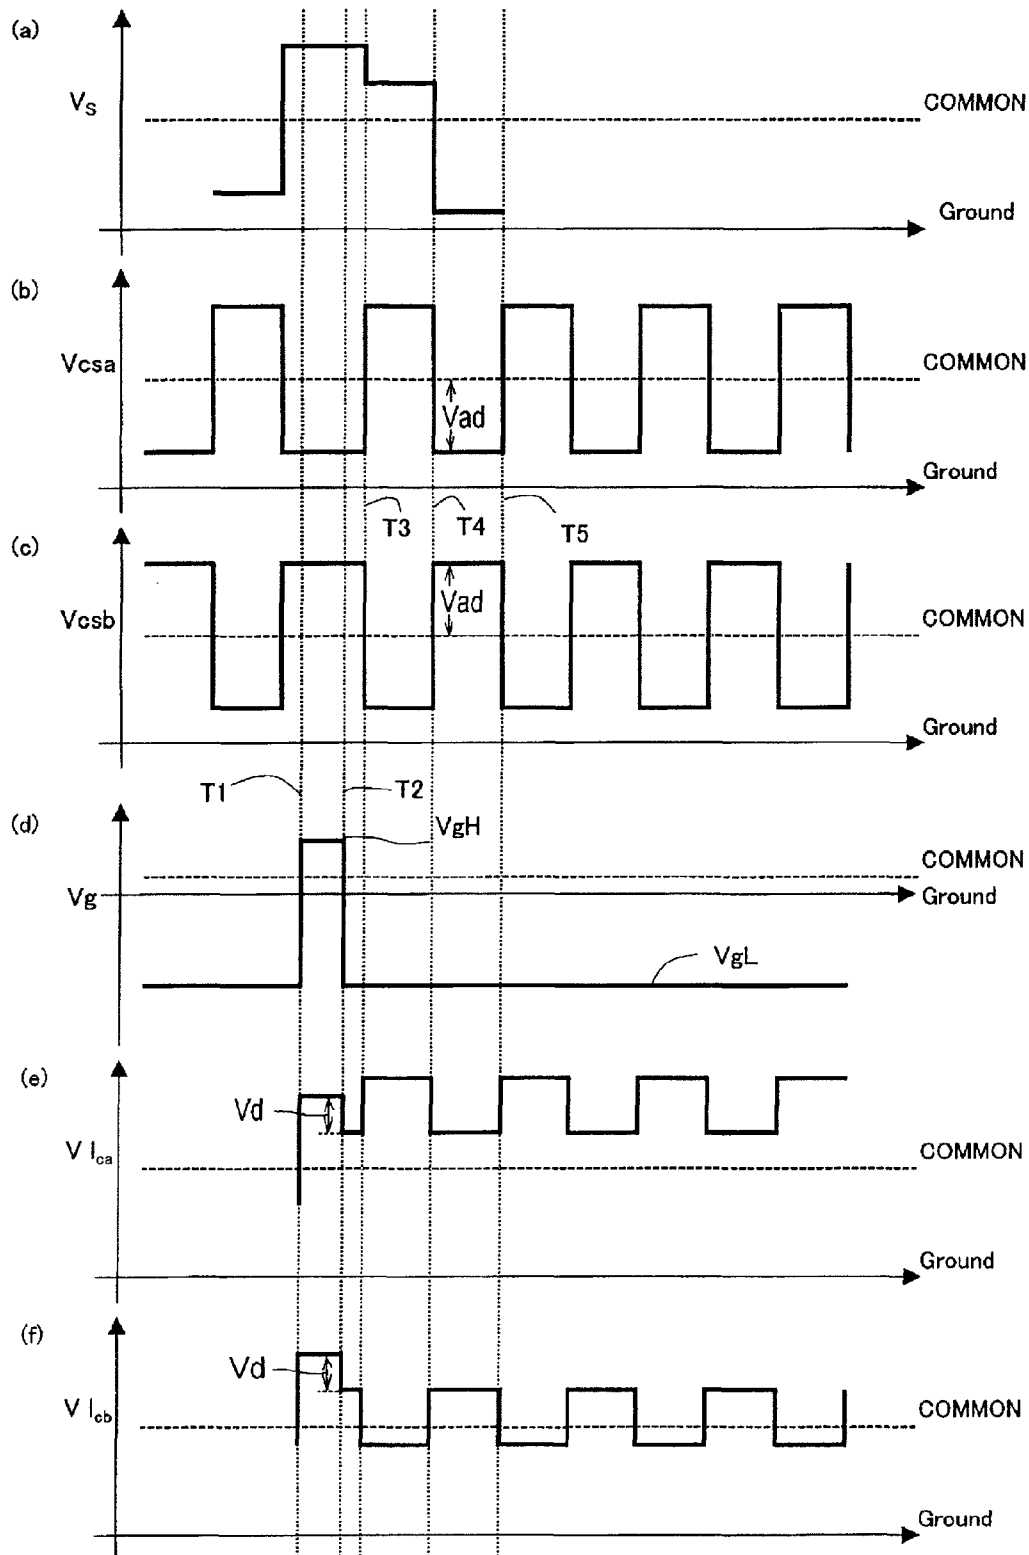 (a)
Vs
COMMON
Ground
(b)
Vcsa
COMMON
Vad
Ground
T3
T4
T5
(c)
Vcsb
Vad
COMMON
Ground
T1
T2
(d)
VgH
COMMON
Vg
Ground
VgL
(e)
Vd
V lca
COMMON
Ground
(f)
Vd
V lcb
COMMON
Ground